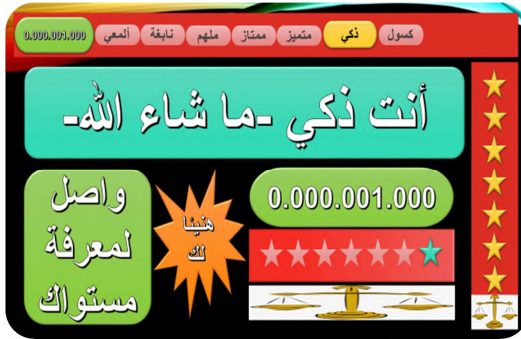 كسول ذكي متميز ممتاز ملهم نابغة ألمعي 0.000.001.000
أنت ذكي -ما شاء الله-
0.000.001.000
هنيئا
لك
واصل
لمعرفة
مستواك